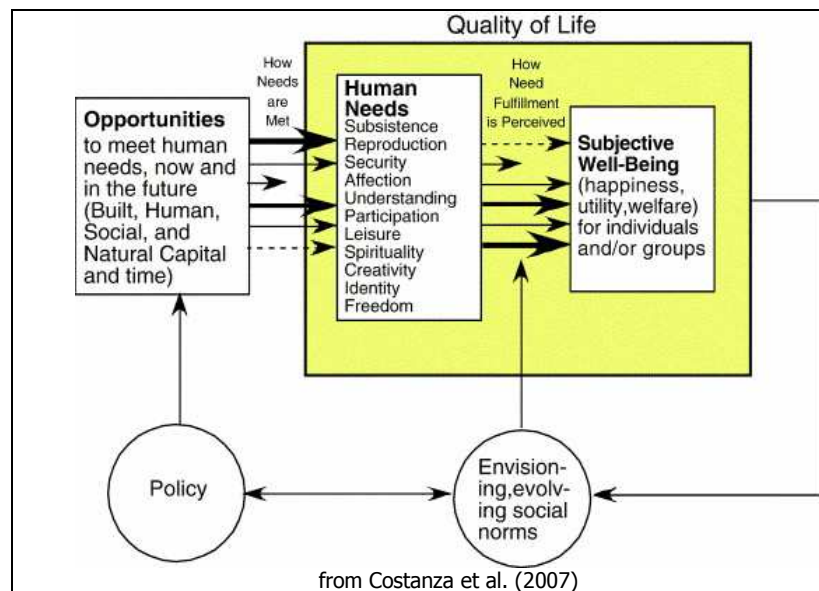 Quality of Life
How
Needs
are
Met
Opportunities
to meet human
needs, now and
in the future
(Built, Human,
Social, and
Natural Capital
and time)
Human
Needs
Subsistence
Reproduction
Security
Affection
Understanding
Participation
Leisure
Spirituality
Creativity
Identity
Freedom
How
Need
Fulfillment
is Perceived
Subjective
Well-Being
(happiness,
utility,welfare)
for individuals
and/or groups
Policy
Envision-
ing,evolv-
ing social
norms
from Costanza et al. (2007)